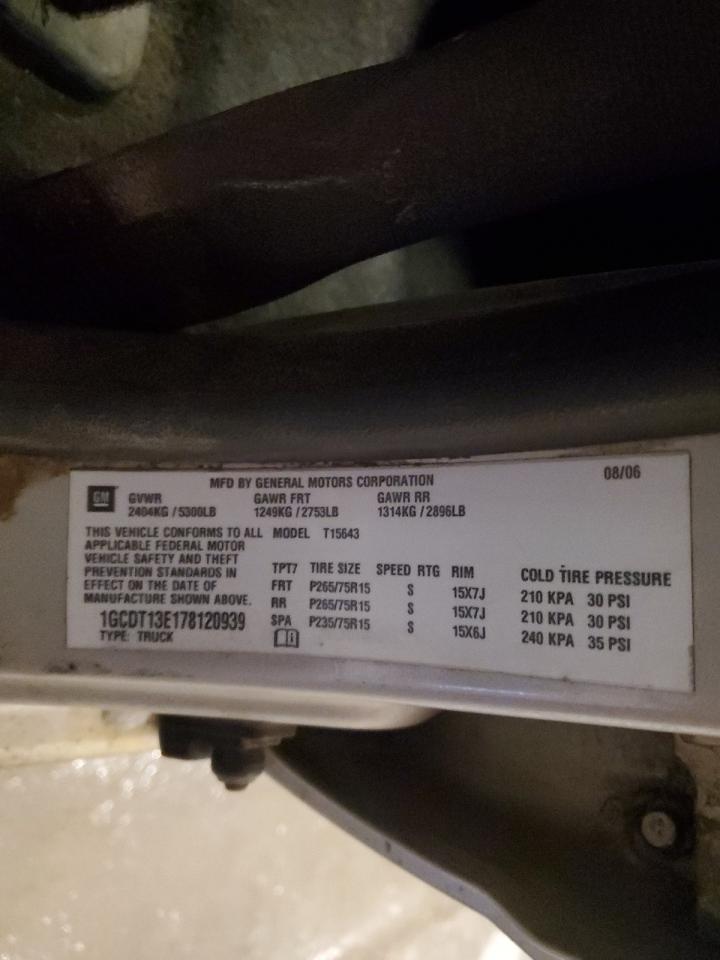 MFD BY GENERAL MOTORS CORPORATION 08/06
GM GVWR GAWR FRT GAWR RR
2404KG / 5300LB 1249KG / 2753LB 1314KG / 2896LB
THIS VEHICLE CONFORMS TO ALL MODEL T15643
APPLICABLE FEDERAL MOTOR
VEHICLE SAFETY AND THEFT
PREVENTION STANDARDS IN
EFFECT ON THE DATE OF
MANUFACTURE SHOWN ABOVE.
1GCDT13E178120939
TYPE: TRUCK
TPT7 TIRE SIZE SPEED RTG RIM COLD TIRE PRESSURE
FRT P265/75R15 S 15X7J 210 KPA 30 PSI
RR P265/75R15 S 15X7J 210 KPA 30 PSI
SPA P235/75R15 S 15X6J 240 KPA 35 PSI